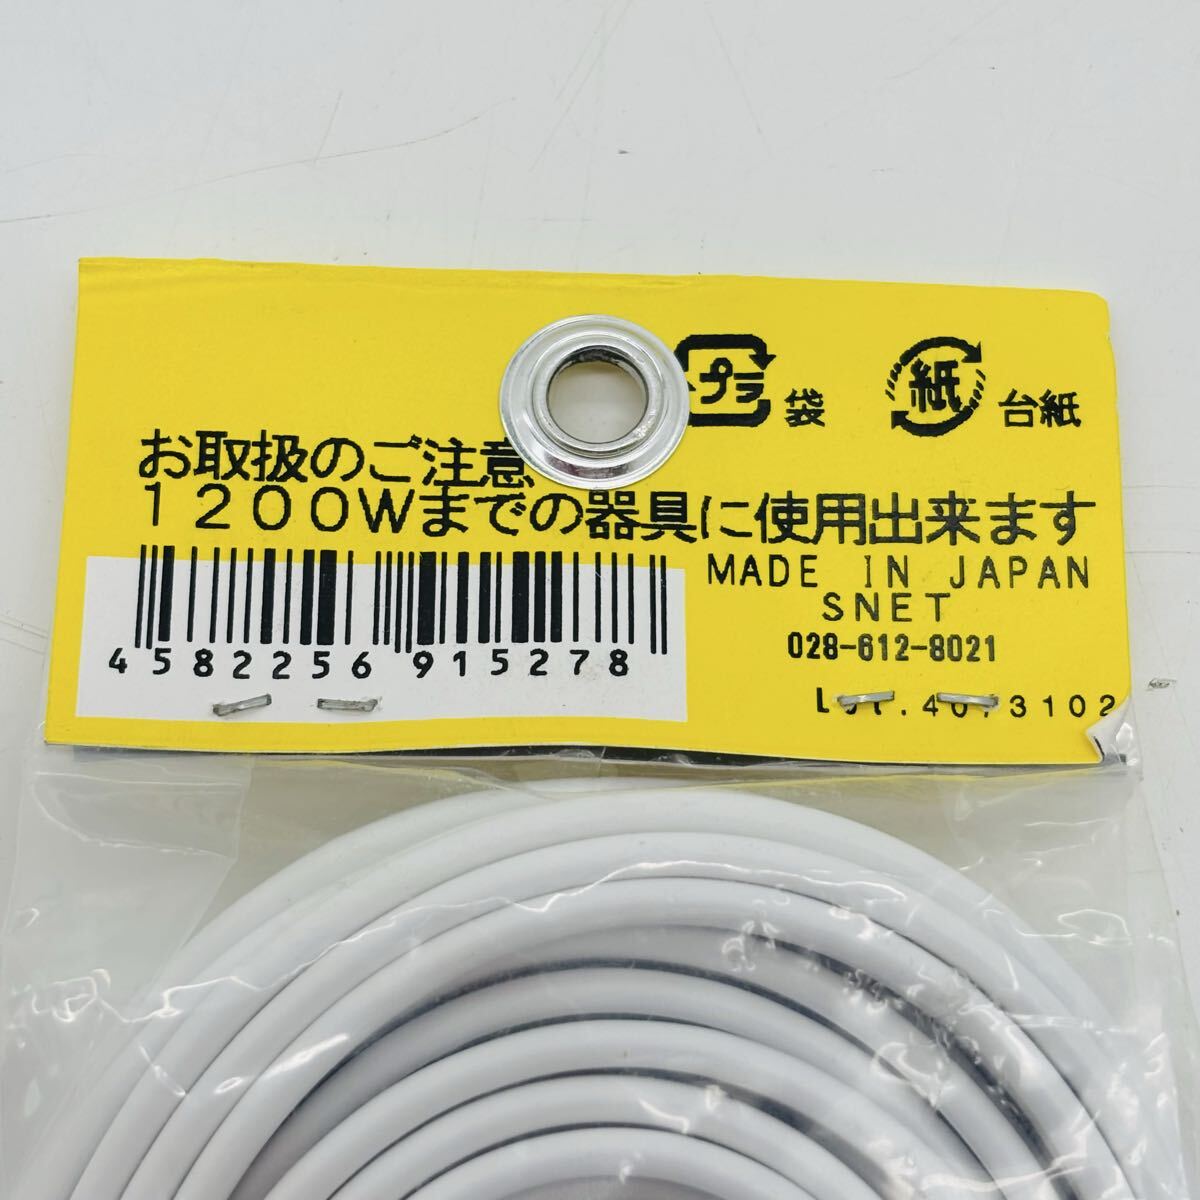 プラ 袋 紙 台紙
お取扱のご注意
1200Wまでの器具に使用出来ます
MADE IN JAPAN
SNET
028-612-8021
4582256 915278